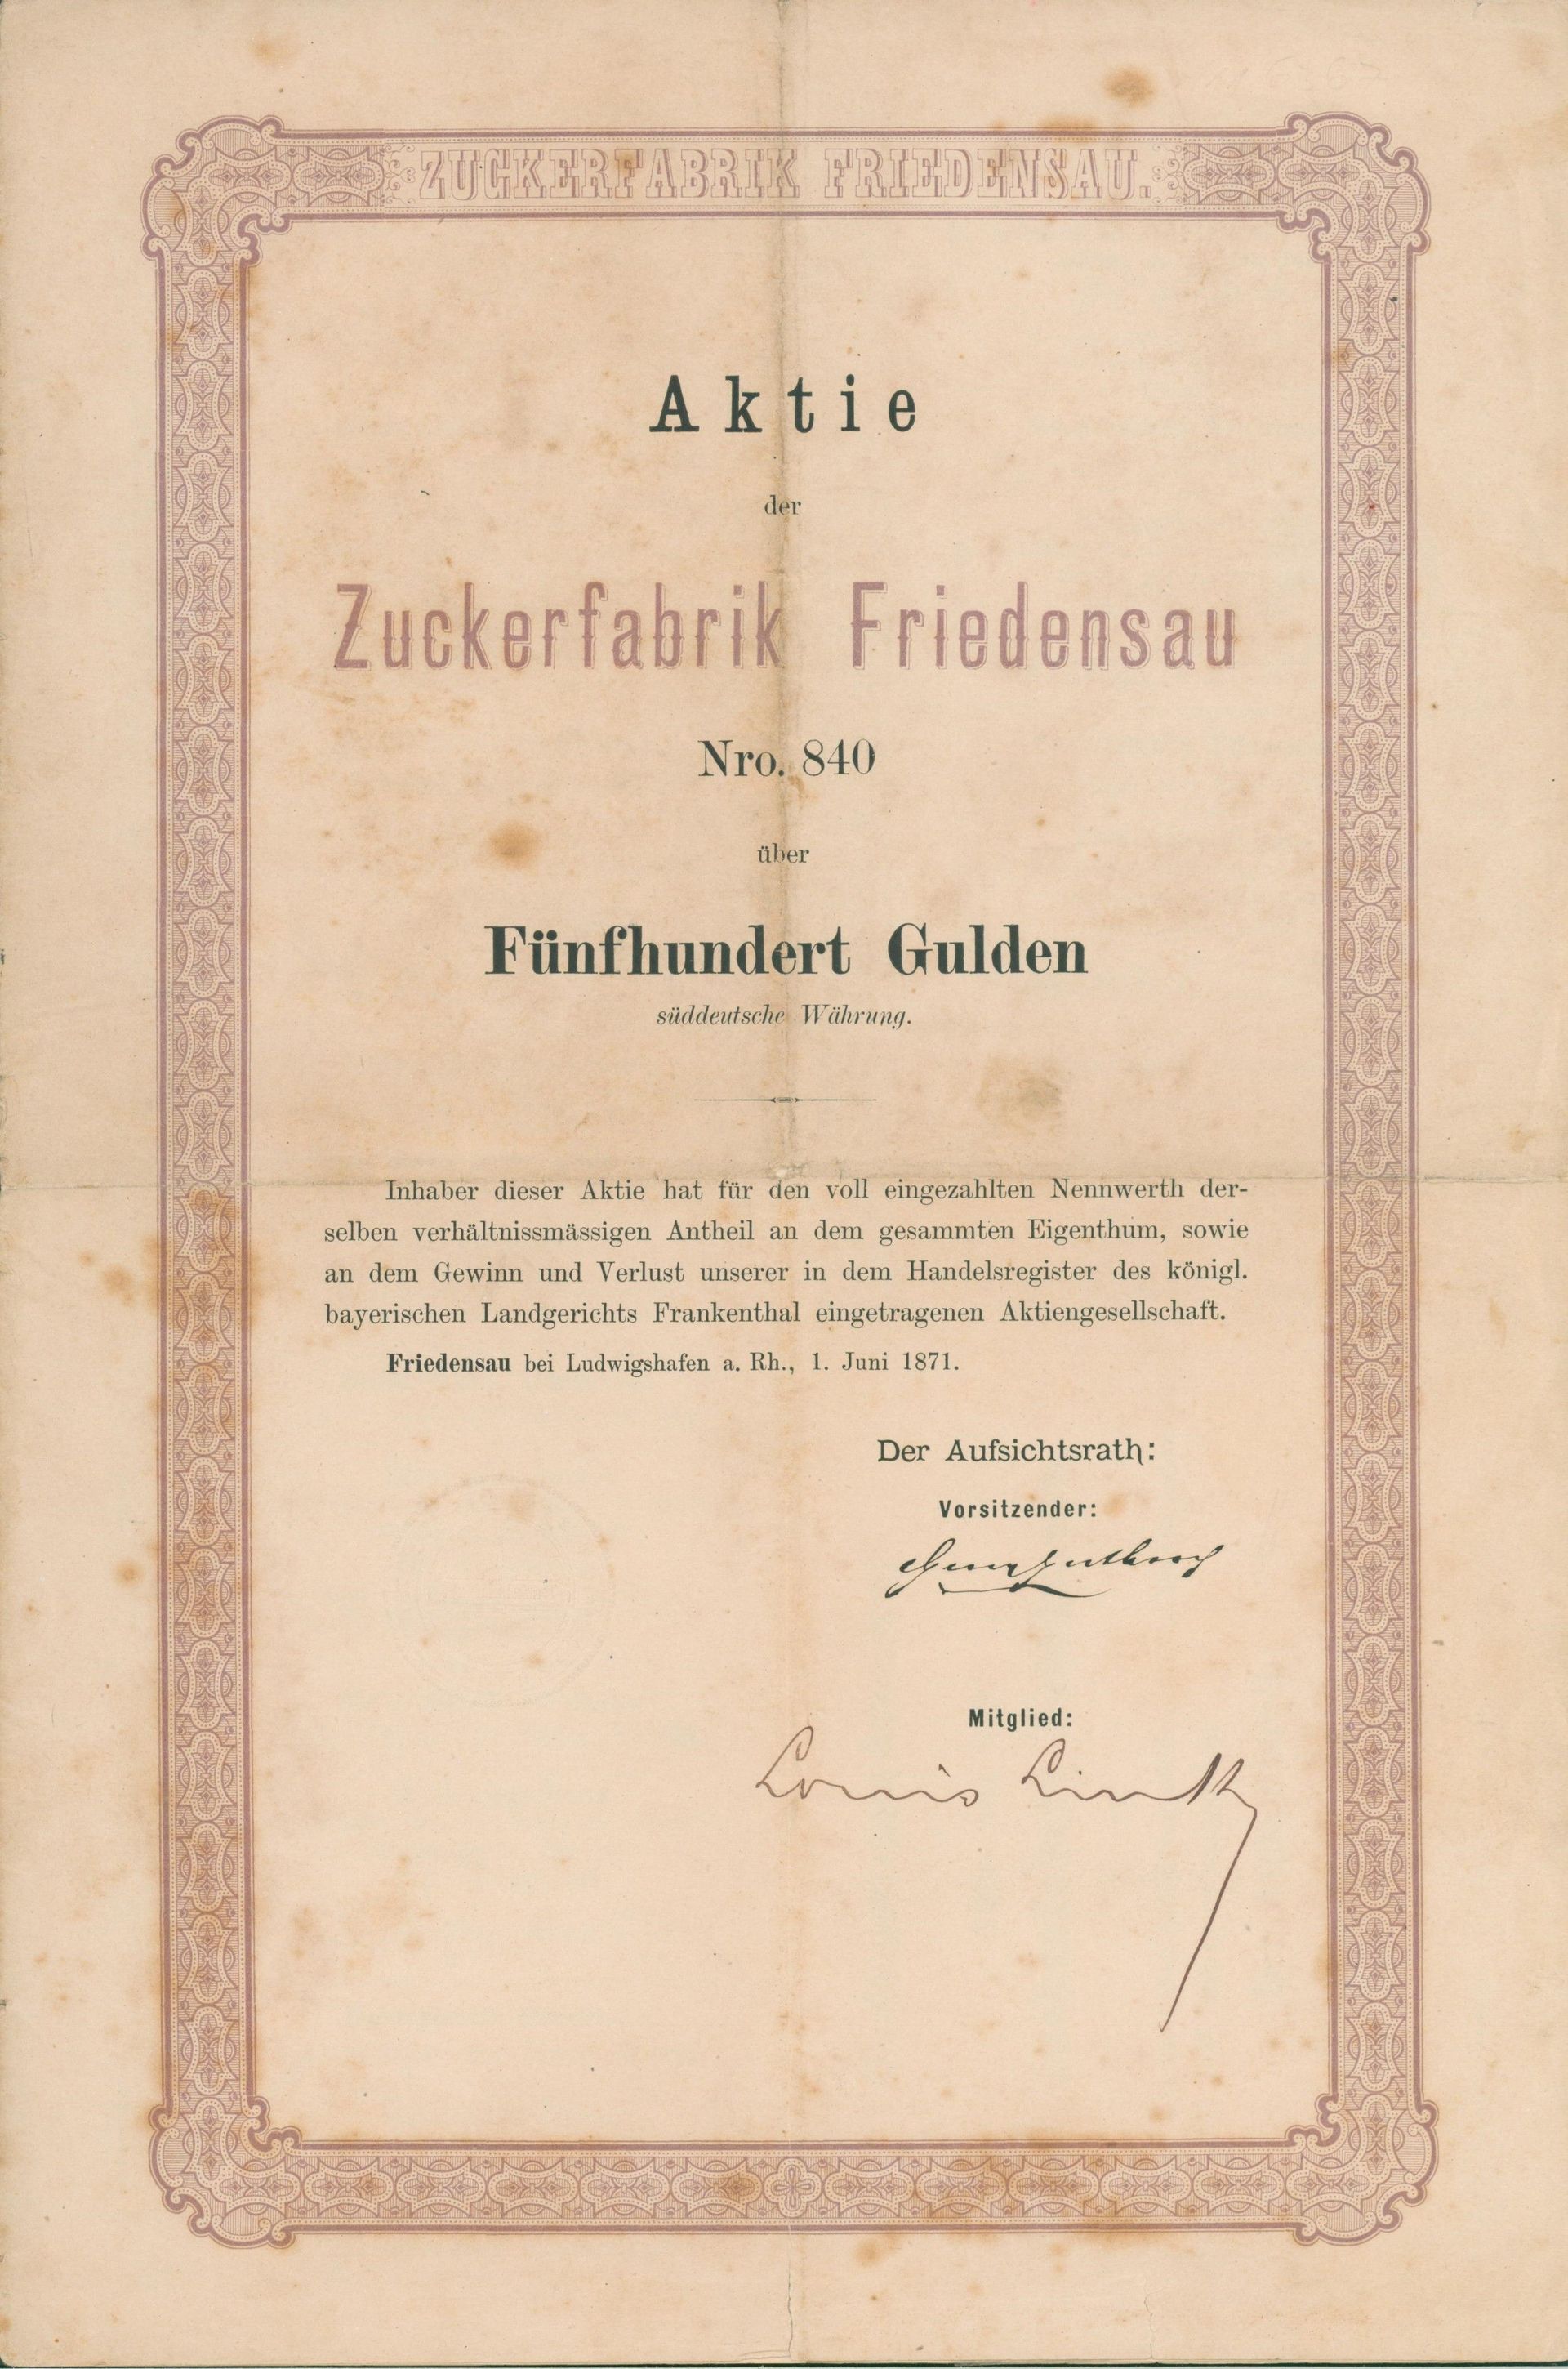 ZUCKERFABRIK FRIEDENSAU.
Aktie
der
Zuckerfabrik Friedensau
Nro. 840
über
Fünfhundert Gulden
süddeutsche Währung.
Inhaber dieser Aktie hat für den voll eingezahlten Nennwerth der-
selben verhältnissmässigen Antheil an dem gesammten Eigenthum, sowie
an dem Gewinn und Verlust unserer in dem Handelsregister des königl.
bayerischen Landgerichts Frankenthal eingetragenen Aktiengesellschaft.
Friedensau bei Ludwigshafen a. Rh., 1. Juni 1871.
Der Aufsichtsrath:
Vorsitzender:
Mitglied:
Louis